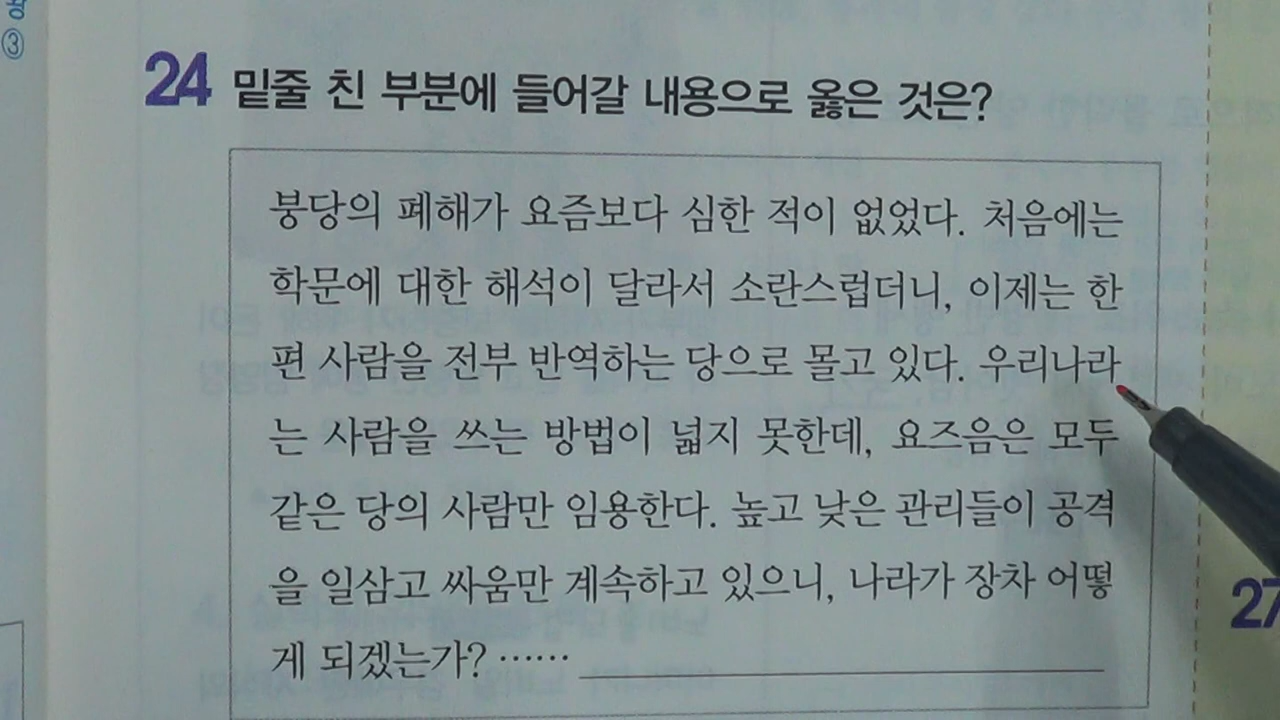 ③
24 밑줄 친 부분에 들어갈 내용으로 옳은 것은?
붕당의 폐해가 요즘보다 심한 적이 없었다. 처음에는
학문에 대한 해석이 달라서 소란스럽더니, 이제는 한
편 사람을 전부 반역하는 당으로 몰고 있다. 우리나라
는 사람을 쓰는 방법이 넓지 못한데, 요즈음은 모두
같은 당의 사람만 임용한다. 높고 낮은 관리들이 공격
을 일삼고 싸움만 계속하고 있으니, 나라가 장차 어떻
게 되겠는가? ……
27